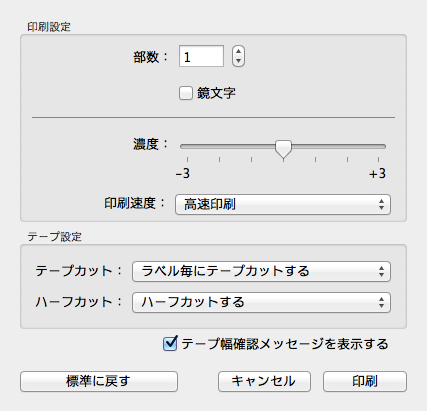 印刷設定
部数： 1
鏡文字
濃度：
-3 +3
印刷速度： 高速印刷
テープ設定
テープカット： ラベル毎にテープカットする
ハーフカット： ハーフカットする
テープ幅確認メッセージを表示する
標準に戻す キャンセル 印刷